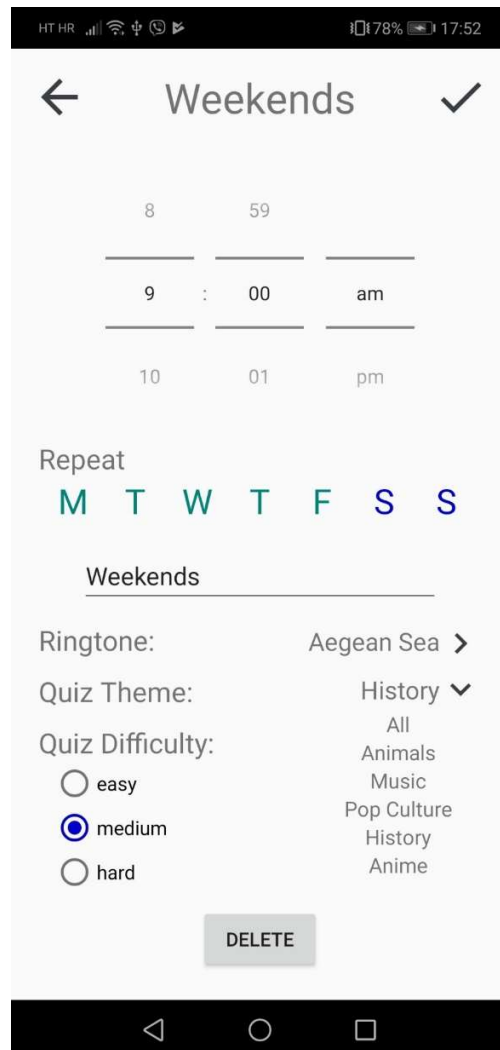 HT HR 78% 17:52
Weekends
8 59
9 : 00 am
10 01 pm
Repeat
M T W T F S S
Weekends
Ringtone: Aegean Sea
Quiz Theme: History
All
Animals
Music
Pop Culture
History
Anime
Quiz Difficulty:
easy
medium
hard
DELETE